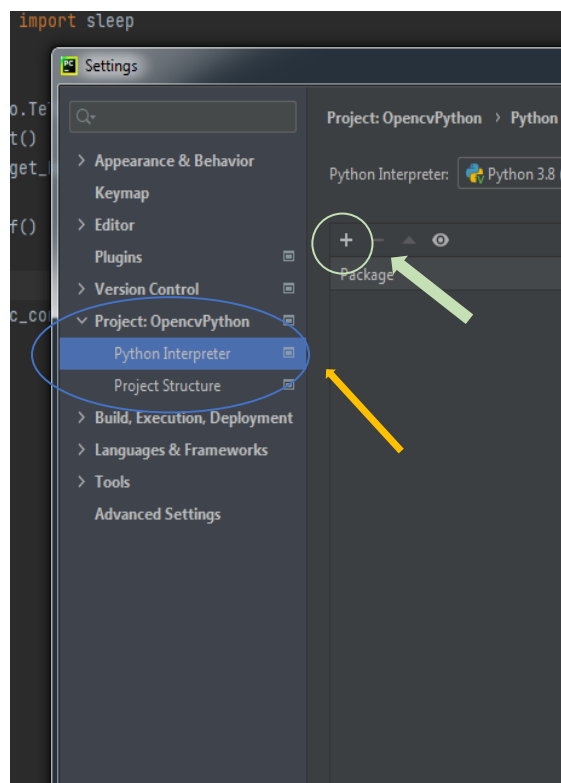 import sleep
PC Settings
o.Te
t()
get_
f()
c_co
Project: OpencvPython > Python
Python Interpreter: Python 3.8
Appearance & Behavior
Keymap
Editor
Plugins
Version Control
Project: OpencvPython
Python Interpreter
Project Structure
Build, Execution, Deployment
Languages & Frameworks
Tools
Advanced Settings
Package